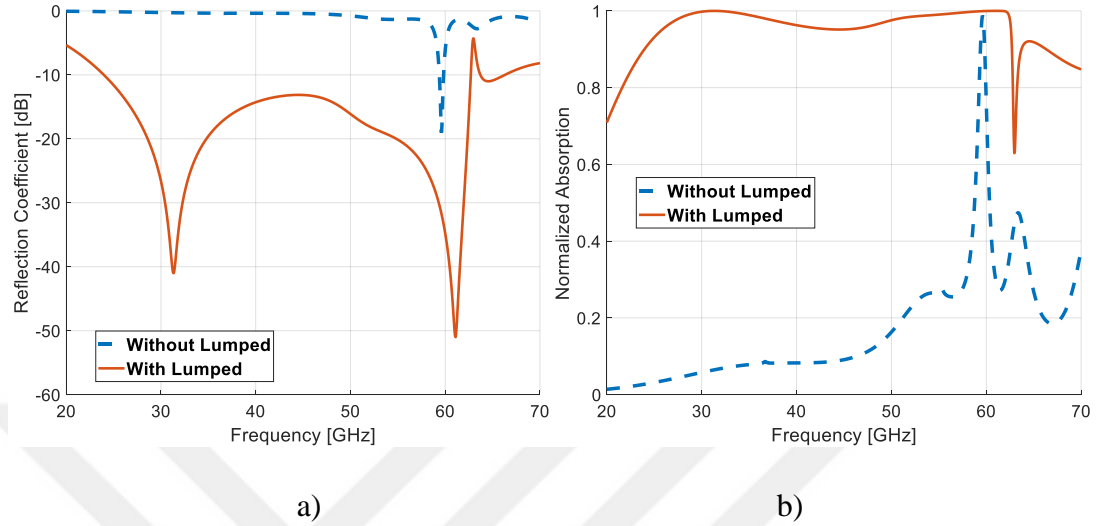 0
-10
-20
-30
-40
-50
-60
Reflection Coefficient [dB]
Without Lumped
With Lumped
20 30 40 50 60 70
Frequency [GHz]
a)
1
0.8
0.6
0.4
0.2
0
Normalized Absorption
Without Lumped
With Lumped
20 30 40 50 60 70
Frequency [GHz]
b)